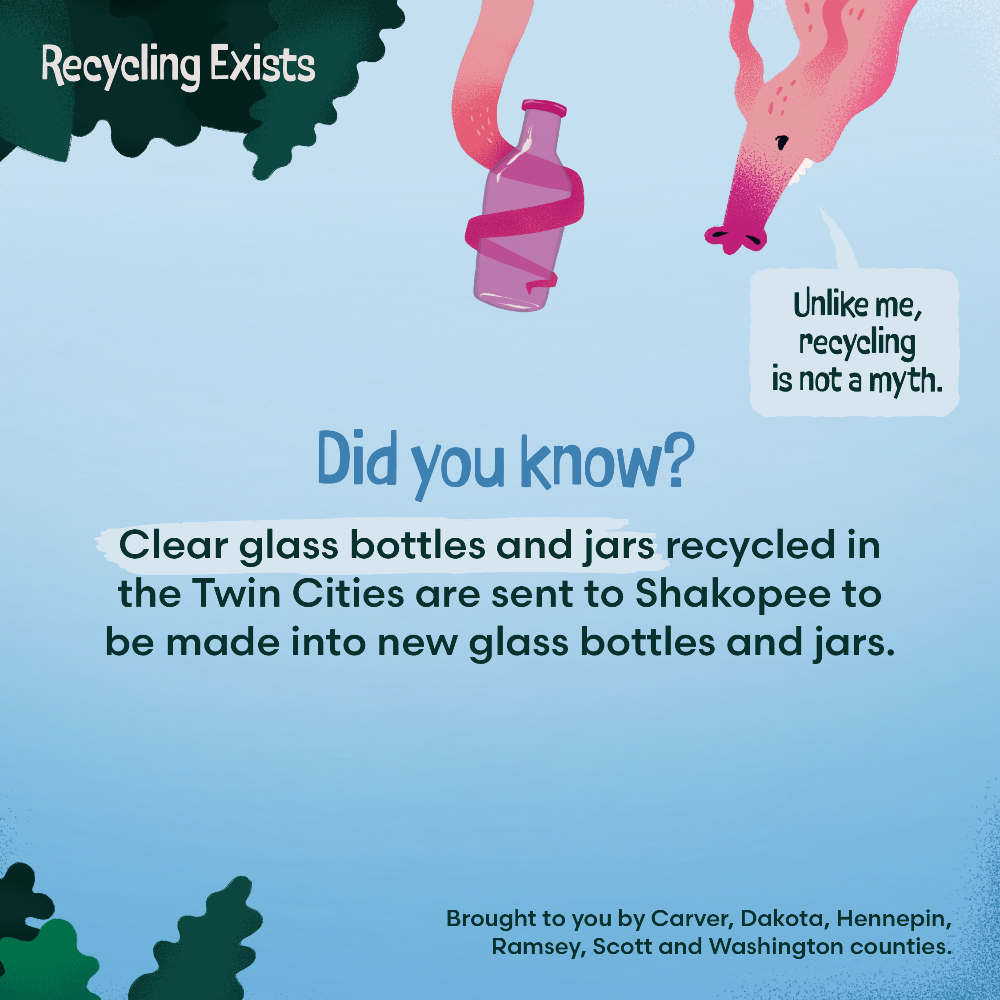 Recycling Exists
Unlike me,
recycling
is not a myth.
Did you know?
Clear glass bottles and jars recycled in
the Twin Cities are sent to Shakopee to
be made into new glass bottles and jars.
Brought to you by Carver, Dakota, Hennepin,
Ramsey, Scott and Washington counties.